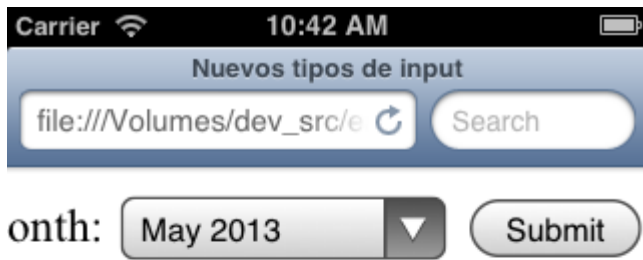 Carrier 10:42 AM
Nuevos tipos de input
file:///Volumes/dev_src/e Search
onth: May 2013 Submit